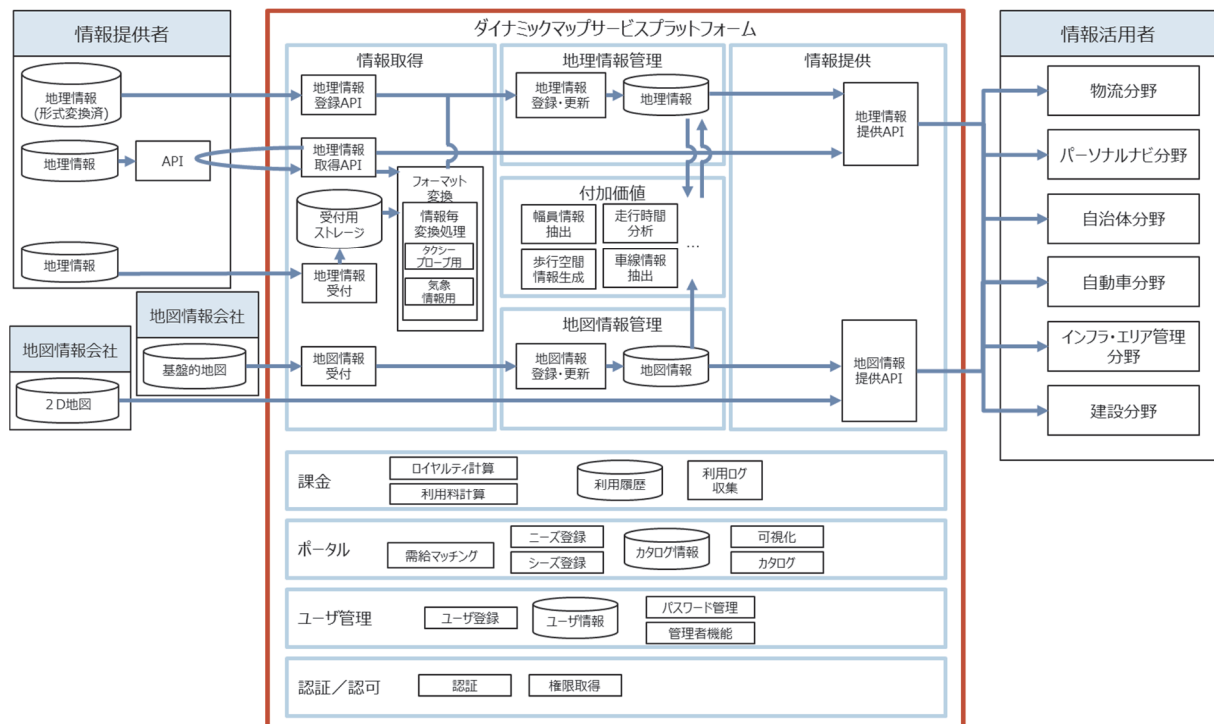 情報提供者
地理情報
(形式変換済)
地理情報
API
地理情報
地図情報会社
基盤的地図
地図情報会社
2D地図
ダイナミックマップサービスプラットフォーム
情報取得
地理情報
登録API
地理情報
取得API
受付用
ストレージ
地理情報
受付
フォーマット
変換
情報毎
変換処理
タクシー
プローブ用
気象
情報用
地図情報
受付
地理情報管理
地理情報
登録・更新
地理情報
付加価値
幅員情報
抽出
走行時間
分析
歩行空間
情報生成
車線情報
抽出
…
地図情報管理
地図情報
登録・更新
地図情報
情報提供
地理情報
提供API
地図情報
提供API
課金
ロイヤルティ計算
利用料計算
利用履歴
利用ログ
収集
ポータル
需給マッチング
ニーズ登録
シーズ登録
カタログ情報
可視化
カタログ
ユーザ管理
ユーザ登録
ユーザ情報
パスワード管理
管理者機能
認証/認可
認証
権限取得
情報活用者
物流分野
パーソナルナビ分野
自治体分野
自動車分野
インフラ・エリア管理
分野
建設分野